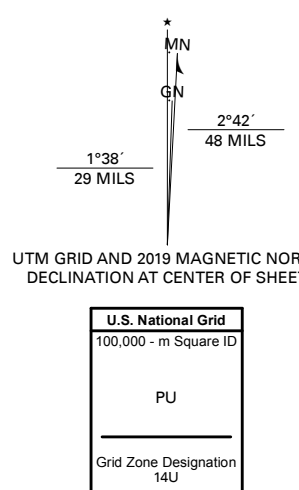 MN
GN
2°42´
48 MILS
1°38´
29 MILS
UTM GRID AND 2019 MAGNETIC NOR
DECLINATION AT CENTER OF SHEET
U.S. National Grid
100,000 - m Square ID
PU
Grid Zone Designation
14U